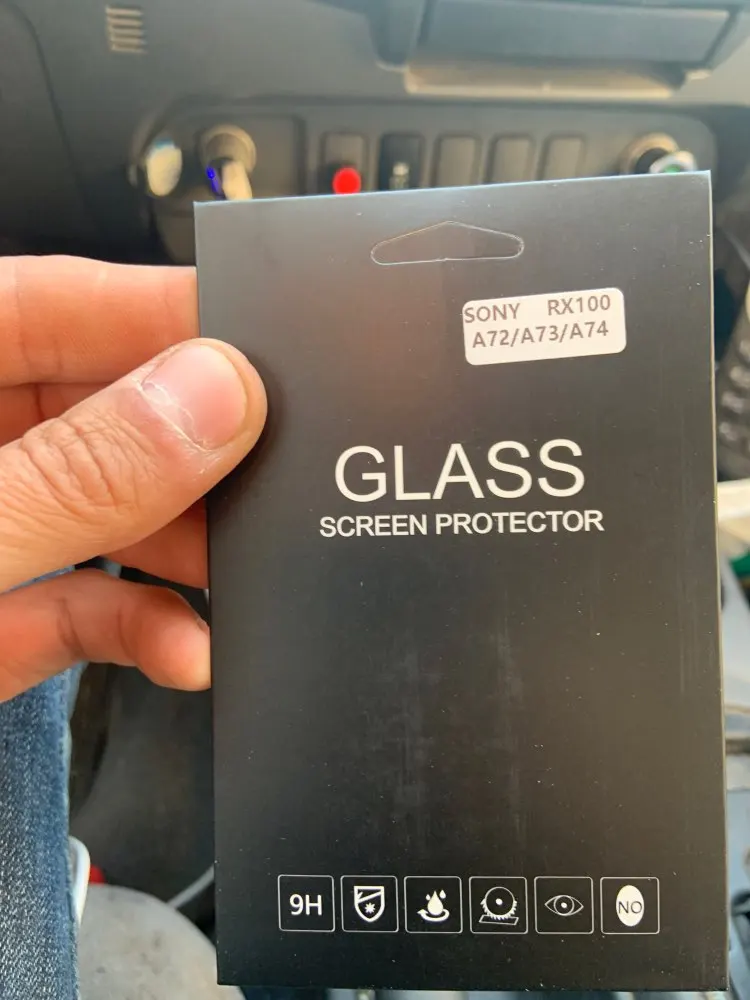 SONY RX100
A72/A73/A74
GLASS
SCREEN PROTECTOR
9H
NO